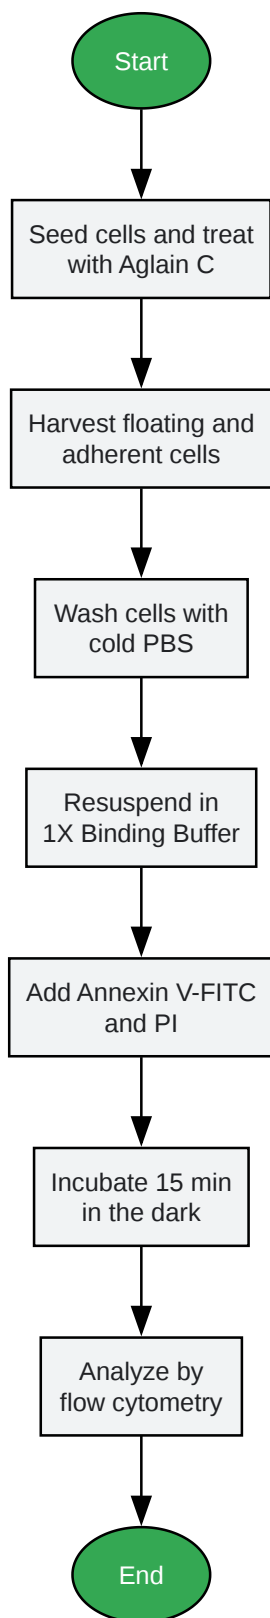 Start
Seed cells and treat
with Aglain C
Harvest floating and
adherent cells
Wash cells with
cold PBS
Resuspend in
1X Binding Buffer
Add Annexin V-FITC
and PI
Incubate 15 min
in the dark
Analyze by
flow cytometry
End